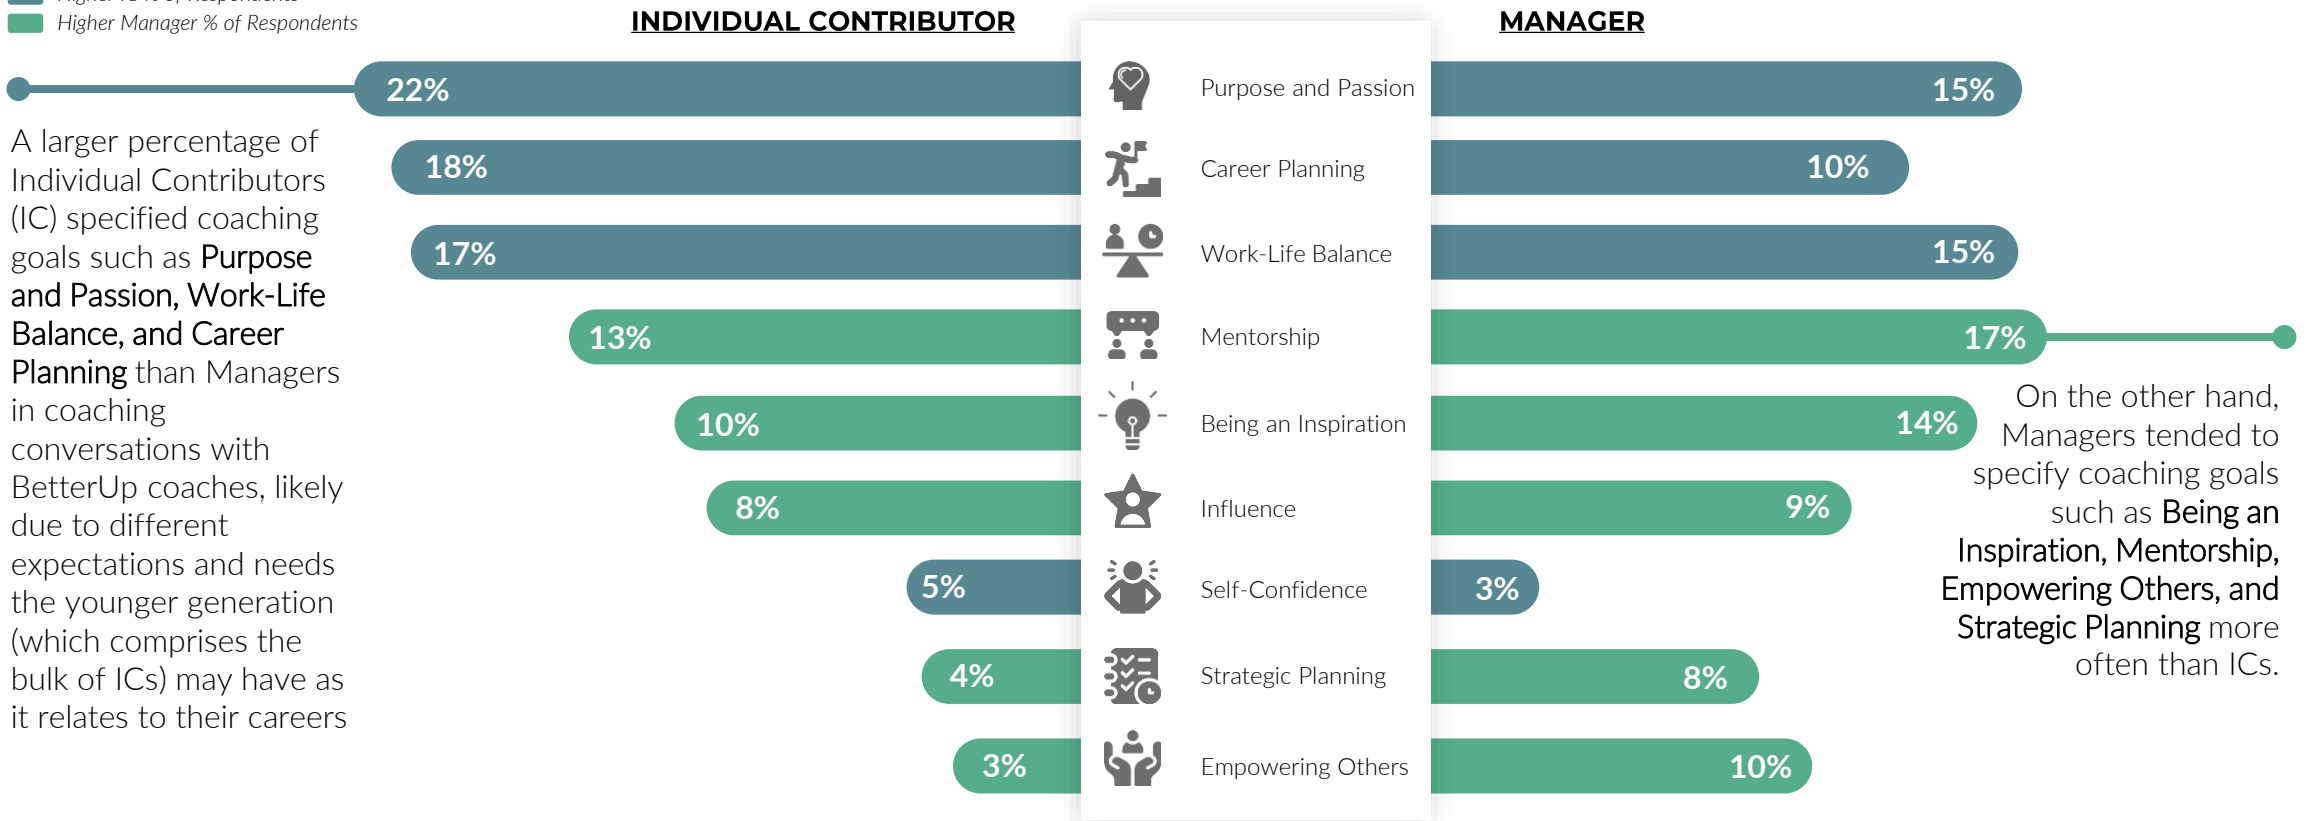 Higher Manager % of Respondents
INDIVIDUAL CONTRIBUTOR
MANAGER
22%
Purpose and Passion
15%
18%
Career Planning
10%
17%
Work-Life Balance
15%
13%
Mentorship
17%
10%
Being an Inspiration
14%
8%
Influence
9%
5%
Self-Confidence
3%
4%
Strategic Planning
8%
3%
Empowering Others
10%
A larger percentage of
Individual Contributors
(IC) specified coaching
goals such as Purpose
and Passion, Work-Life
Balance, and Career
Planning than Managers
in coaching
conversations with
BetterUp coaches, likely
due to different
expectations and needs
the younger generation
(which comprises the
bulk of ICs) may have as
it relates to their careers
On the other hand,
Managers tended to
specify coaching goals
such as Being an
Inspiration, Mentorship,
Empowering Others, and
Strategic Planning more
often than ICs.